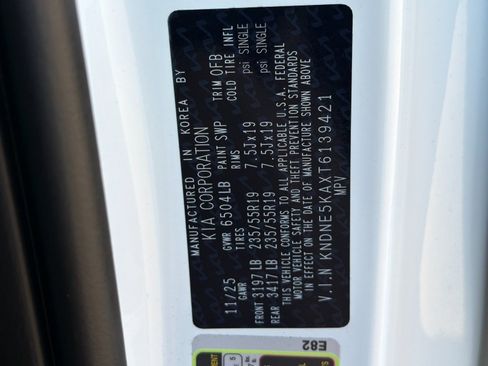 MANUFACTURED IN KOREA BY
KIA CORPORATION
GVWR 6504LB PAINT SWP TRIM OFB
TIRES RIMS COLD TIRE INFL
11/25
GAWR
FRONT 3197LB 235/55R19 7.5Jx19 82 psi SINGLE
REAR 3417LB 235/55R19 7.5Jx19 82 psi SINGLE
THIS VEHICLE CONFORMS TO ALL APPLICABLE U.S.A. FEDERAL
MOTOR VEHICLE SAFETY AND THEFT PREVENTION STANDARDS
IN EFFECT ON THE DATE OF MANUFACTURE SHOWN ABOVE
V.I.N KNDNE5KAXT6139421
MPV
E82